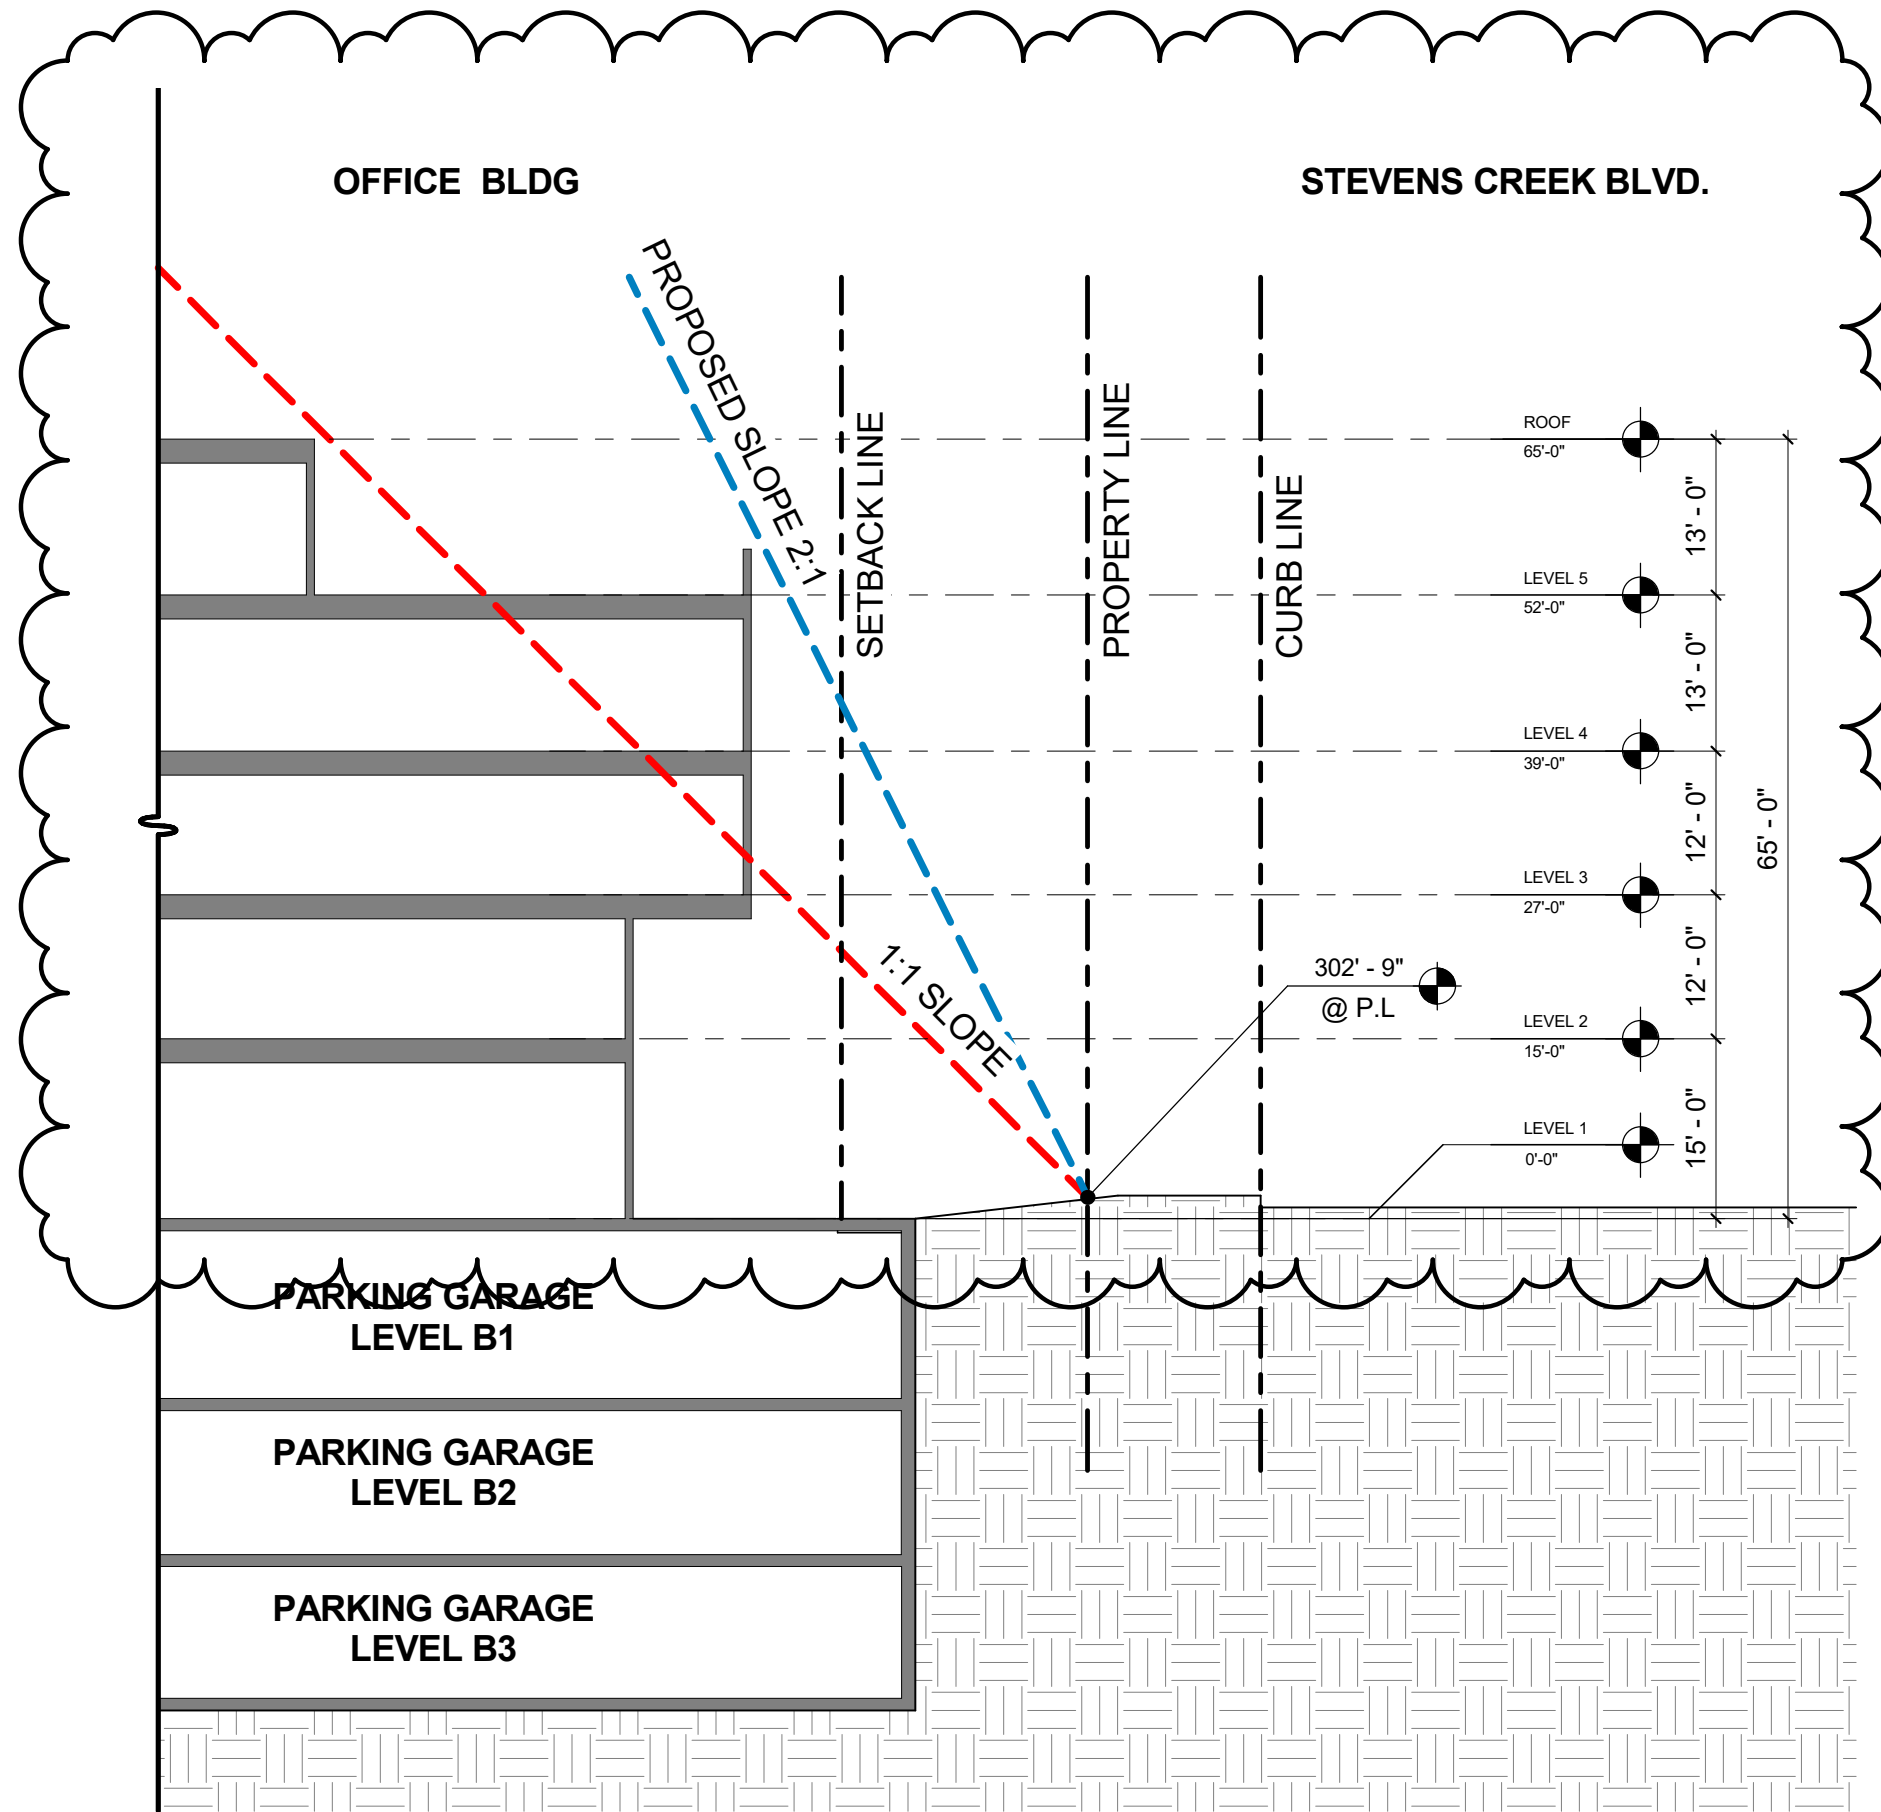 OFFICE BLDG
STEVENS CREEK BLVD.
PROPOSED SLOPE 2:1
SETBACK LINE
PROPERTY LINE
CURB LINE
1:1 SLOPE
ROOF
65'-0"
LEVEL 5
52'-0"
LEVEL 4
39'-0"
LEVEL 3
27'-0"
302' - 9"
@ P.L
LEVEL 2
15'-0"
LEVEL 1
0'-0"
13' - 0"
13' - 0"
12' - 0"
12' - 0"
15' - 0"
65' - 0"
PARKING GARAGE
LEVEL B1
PARKING GARAGE
LEVEL B2
PARKING GARAGE
LEVEL B3